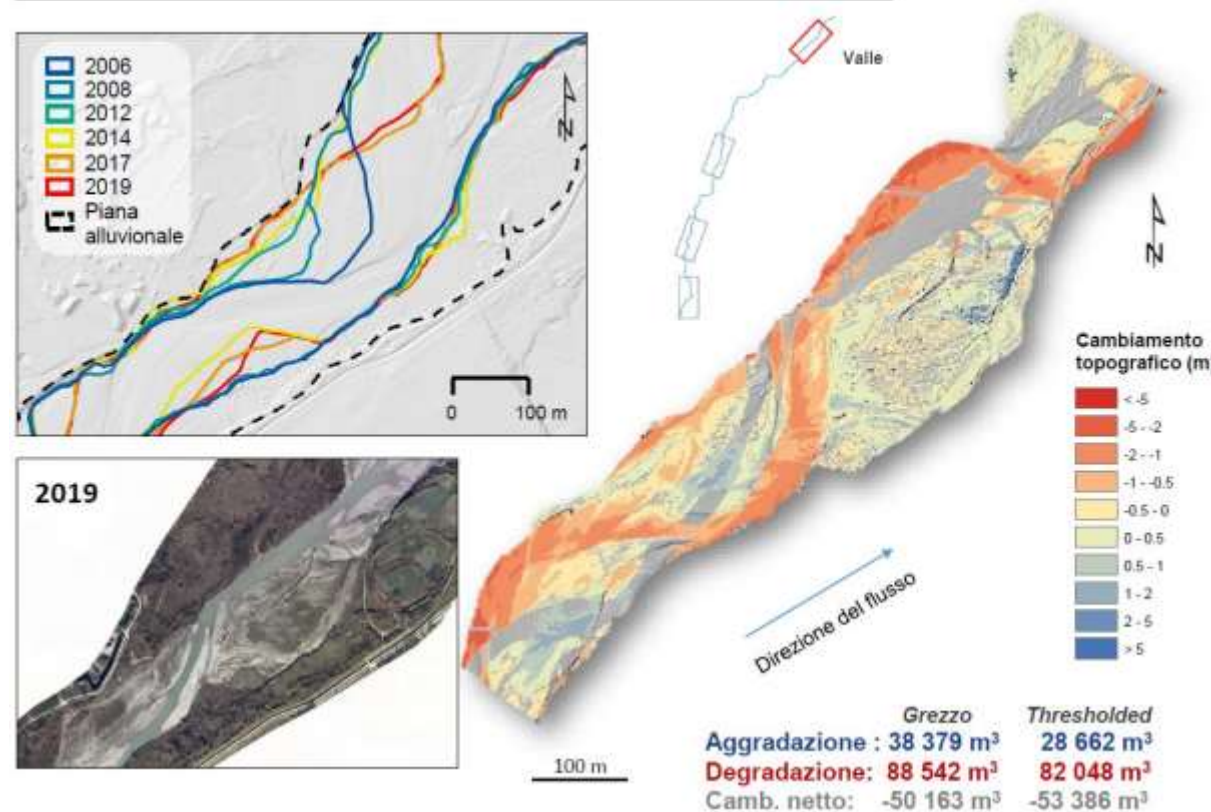 2006
2008
2012
2014
2017
2019
Piana
alluvionale
N
0 100 m
2019
Valle
N
Cambiamento
topografico (m
< -5
-5 - -2
-2 - -1
-1 - -0.5
-0.5 - 0
0 - 0.5
0.5 - 1
1 - 2
2 - 5
> 5
Direzione del flusso
100 m
Grezzo Thresholded
Aggradazione : 38 379 m³ 28 662 m³
Degradazione: 88 542 m³ 82 048 m³
Camb. netto: -50 163 m³ -53 386 m³